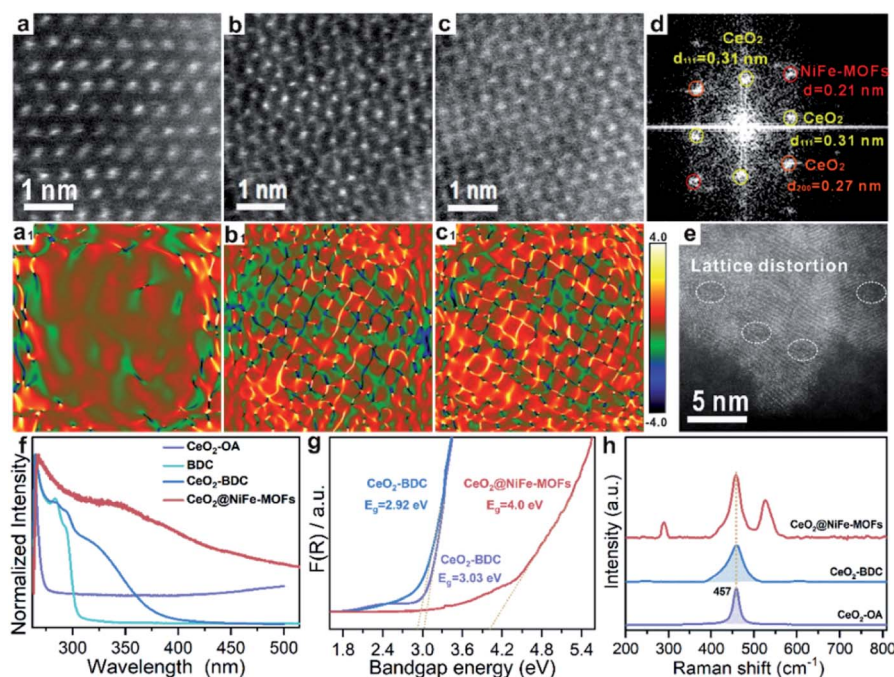 a
1 nm
b
1 nm
c
1 nm
d
CeO₂
d₁₁₁=0.31 nm
NiFe-MOFs
d=0.21 nm
CeO₂
d₁₁₁=0.31 nm
CeO₂
d₂₀₀=0.27 nm
a₁
b₁
c₁
4.0
-4.0
e
Lattice distortion
5 nm
f
CeO₂-OA
BDC
CeO₂-BDC
CeO₂@NiFe-MOFs
Normalized Intensity
250 300 350 400 450 500
Wavelength (nm)
g
CeO₂-BDC
E_g=2.92 eV
CeO₂@NiFe-MOFs
E_g=4.0 eV
CeO₂-BDC
E_g=3.03 eV
F(R) / a.u.
1.8 2.4 3.0 3.6 4.2 4.8 5.4
Bandgap energy (eV)
h
CeO₂@NiFe-MOFs
CeO₂-BDC
457
CeO₂-OA
Intensity (a.u.)
200 300 400 500 600 700 800
Raman shift (cm⁻¹)